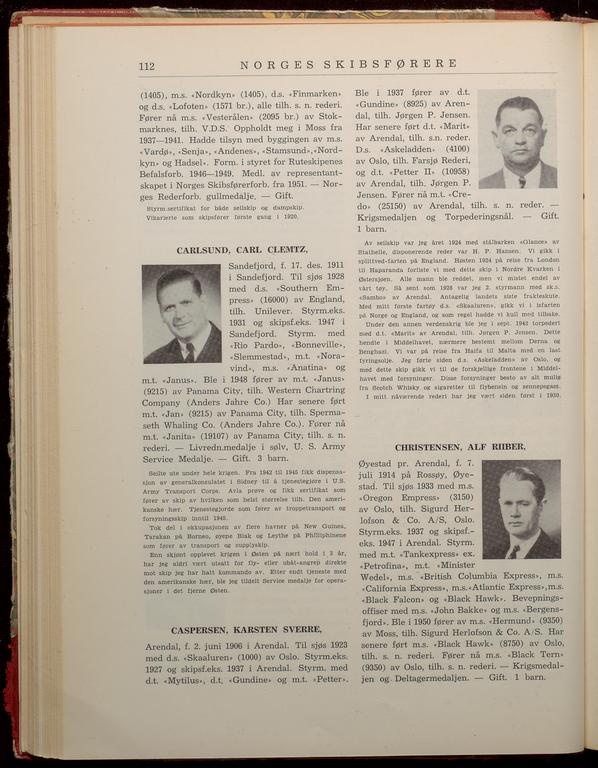 112
NORGES SKIBSFØRERE
(1405), m.s. «Nordkyn» (1405), d.s. «Finmarken»
og d.s. «Lofoten» (1571 br.), alle tilh. s. n. rederi.
Fører nå m.s. «Vesterålen» (2095 br.) av Stok-
marknes, tilh. V.D.S. Oppholdt meg i Moss fra
1937—1941. Hadde tilsyn med byggingen av m.s.
«Vardø», «Senja», «Andenes», «Stamsund», «Nord-
kyn» og Hadsel». Form. i styret for Ruteskipenes
Befalsforb. 1946—1949. Medl. av representant-
skapet i Norges Skibsførerforb. fra 1951. — Nor-
ges Rederforb. gullmedalje. — Gift.
Styrm.sertifikat for både seilskip og dampskip.
Vikarierte som skipsfører første gang i 1920.
CARLSUND, CARL CLEMTZ,
Sandefjord, f. 17. des. 1911
i Sandefjord. Til sjøs 1928
med d.s. «Southern Em-
press» (16000) av England,
tilh. Unilever. Styrm.eks.
1931 og skipsf.eks. 1947 i
Sandefjord. Styrm. med
«Rio Pardo», «Bonneville»,
«Slemmestad», m.t. «Nora-
vind», m.s. «Anatina» og
m.t. «Janus». Ble i 1948 fører av m.t. «Janus»
(9215) av Panama City, tilh. Western Chartring
Company (Anders Jahre Co.) Har senere ført
m.t. «Jan» (9215) av Panama City, tilh. Sperma-
seth Whaling Co. (Anders Jahre Co.). Fører nå
m.t. «Janita» (19107) av Panama City; tilh. s. n.
rederi. — Livredn.medalje i sølv, U. S. Army
Service Medalje. — Gift. 3 barn.
Seilte ute under hele krigen. Fra 1942 til 1945 fikk dispensa-
sjon av generalkonsulatet i Sidney til å tjenestegjøre i U.S.
Army Transport Corps. Avla prøve og fikk sertifikat som
fører av skip av hvilken som helst størrelse tilh. Den ameri-
kanske hær. Tjenestegjorde som fører av troppetransport og
forsyningsskip inntil 1945.
Tok del i okkupasjonen av flere havner på New Guinea,
Tarakan på Borneo, øyene Biak og Leythe på Philliphinene
som fører av transport og supplyskip.
Enn skjønt opplevet krigen i Østen på nært hold i 3 år,
har jeg aldri vært utsatt for fly- eller ubåt-angrep direkte
mot skip jeg har hatt kommando av. Etter endt tjeneste med
den amerikanske hær, ble jeg tildelt Service medalje for opera-
sjoner i det fjerne Østen.
CASPERSEN, KARSTEN SVERRE,
Arendal, f. 2. juni 1906 i Arendal. Til sjøs 1923
med d.s. «Skaaluren» (1000) av Oslo. Styrm.eks.
1927 og skipsf.eks. 1937 i Arendal. Styrm. med
d.t. «Mytilus», d.t, «Gundine» og m.t. «Petter».
Ble i 1937 fører av d.t.
«Gundine» (8925) av Aren-
dal, tilh. Jørgen P. Jensen.
Har senere ført d.t. «Marit»
av Arendal, tilh. s.n. reder.
D.s. «Askeladden» (4100)
av Oslo, tilh. Farsjø Rederi,
og d.t. «Petter II» (10958)
av Arendal, tilh. Jørgen P.
Jensen. Fører nå m.t. «Cre-
do» (25150) av Arendal, tilh. s. n. reder. —
Krigsmedaljen og Torpederingsnål. — Gift.
1 barn.
Av seilskip var jeg året 1924 med stålbarken «Glance» av
Stathelle, disponerende reder var H. P. Hansen. Vi gikk i
splittved-farten på England. Høsten 1924 på reise fra London
til Haparanda forliste vi med dette skip i Nordre Kvarken i
Østersjøen. Alle mann ble reddet, men vi mistet endel av
vårt tøy. Så sent som 1928 var jeg 2. styrmann med sk.s.
«Sambo» av Arendal. Antagelig landets siste frakteskute.
Med mitt første fartøy d.s. «Skaaluren», gikk vi i isfarten
på Norge og England, og som regel hadde vi kull med tilbake.
Under den annen verdenskrig ble jeg i sept. 1942 torpedert
med d.t. «Marit» av Arendal, tilh. Jørgen P. Jensen. Dette
hendte i Middelhavet, nærmere bestemt mellom Derna og
Benghazi. Vi var på reise fra Haifa til Malta med en last
fyringsolje. Jeg førte siden d.s. «Askeladden» av Oslo, og
med dette skip gikk vi til de forskjellige frontene i Middel-
havet med forsyninger. Disse forsyninger besto av alt mulig
fra Scotch Whisky og sigaretter til flybensin og sennepsgass.
I mitt nåværende rederi har jeg vært siden først i 1930.
CHRISTENSEN, ALF RIIBER,
Øyestad pr. Arendal, f. 7.
juli 1914 på Rossøy, Øye-
stad. Til sjøs 1933 med m.s.
«Oregon Empress» (3150)
av Oslo, tilh. Sigurd Her-
lofson & Co. A/S, Oslo.
Styrm.eks. 1937 og skipsf.-
eks. 1947 i Arendal. Styrm.
med m.t. «Tankexpress» ex.
«Petrofina», m.t. «Minister
Wedel», m.s. «British Columbia Express», m.s.
«California Express», m.s.«Atlantic Express»,m.s.
«Black Falcon» og «Black Hawk». Bevepnings-
offiser med m.s. «John Bakke» og m.s. «Bergens-
fjord». Ble i 1950 fører av m.s. «Hermund» (9350)
av Moss, tilh. Sigurd Herlofson & Co. A/S. Har
senere ført m.s. «Black Hawk» (8750) av Oslo,
tilh. s. n. rederi. Fører nå m.s. «Black Tern»
(9350) av Oslo, tilh. s. n. rederi. — Krigsmedal-
jen og Deltagermedaljen. — Gift. 1 barn.